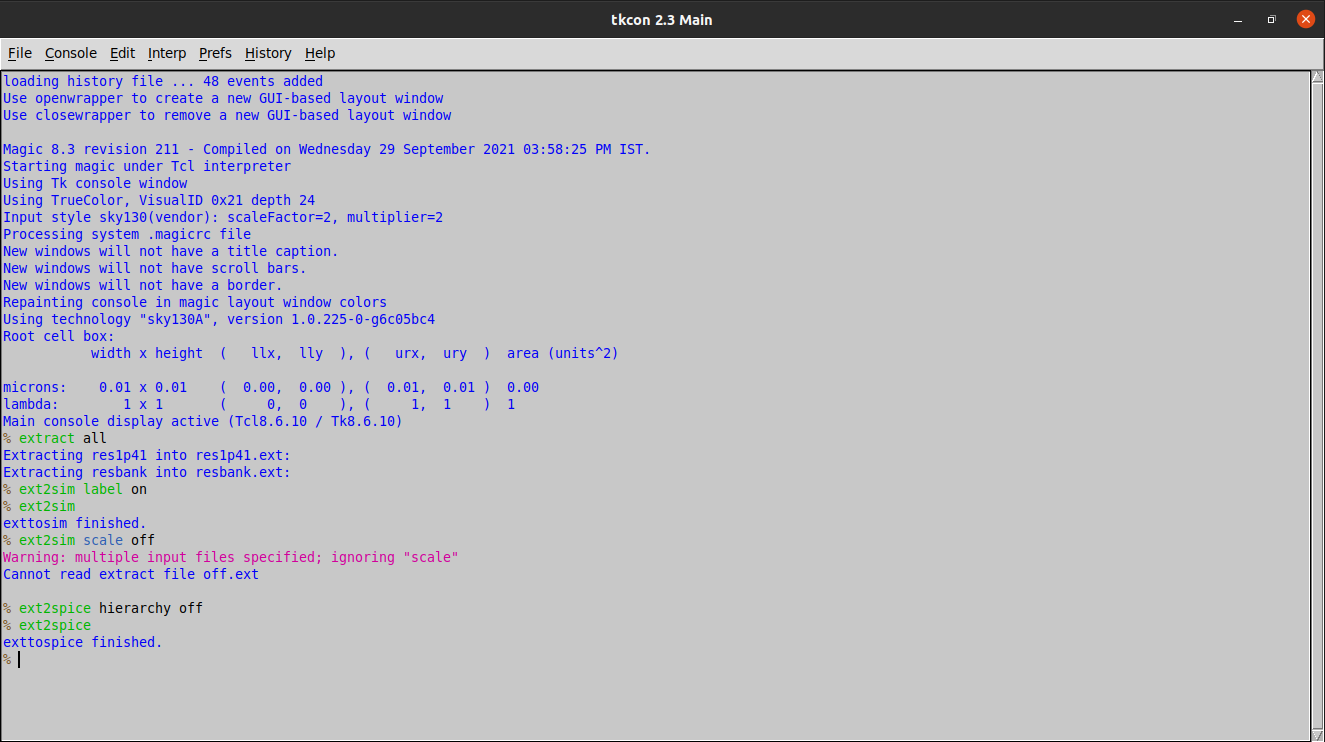 tkcon 2.3 Main
File Console Edit Interp Prefs History Help
loading history file ... 48 events added
Use openwrapper to create a new GUI-based layout window
Use closewrapper to remove a new GUI-based layout window
Magic 8.3 revision 211 - Compiled on Wednesday 29 September 2021 03:58:25 PM IST.
Starting magic under Tcl interpreter
Using Tk console window
Using TrueColor, VisualID 0x21 depth 24
Input style sky130(vendor): scaleFactor=2, multiplier=2
Processing system .magicrc file
New windows will not have a title caption.
New windows will not have scroll bars.
New windows will not have a border.
Repainting console in magic layout window colors
Using technology "sky130A", version 1.0.225-0-g6c05bc4
Root cell box:
width x height ( llx, lly ), ( urx, ury ) area (units^2)
microns: 0.01 x 0.01 ( 0.00, 0.00 ), ( 0.01, 0.01 ) 0.00
lambda: 1 x 1 ( 0, 0 ), ( 1, 1 ) 1
Main console display active (Tcl8.6.10 / Tk8.6.10)
% extract all
Extracting res1p41 into res1p41.ext:
Extracting resbank into resbank.ext:
% ext2sim label on
% ext2sim
exttosim finished.
% ext2sim scale off
Warning: multiple input files specified; ignoring "scale"
Cannot read extract file off.ext
% ext2spice hierarchy off
% ext2spice
exttospice finished.
%